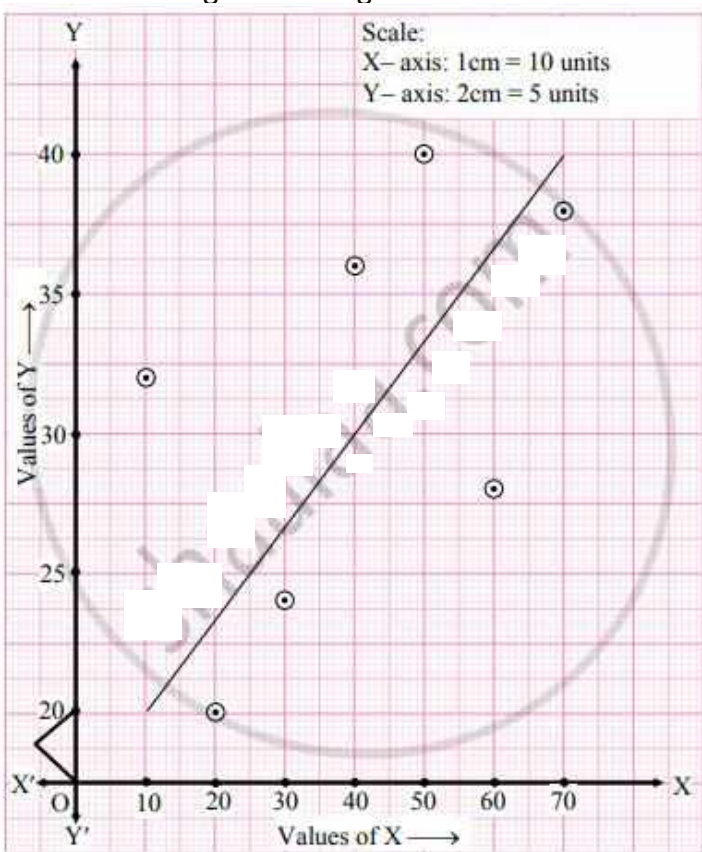 Y
Scale:
X– axis: 1cm = 10 units
Y– axis: 2cm = 5 units
40
35
30
25
20
Values of Y
X′
O
10 20 30 40 50 60 70
X
Y′
Values of X